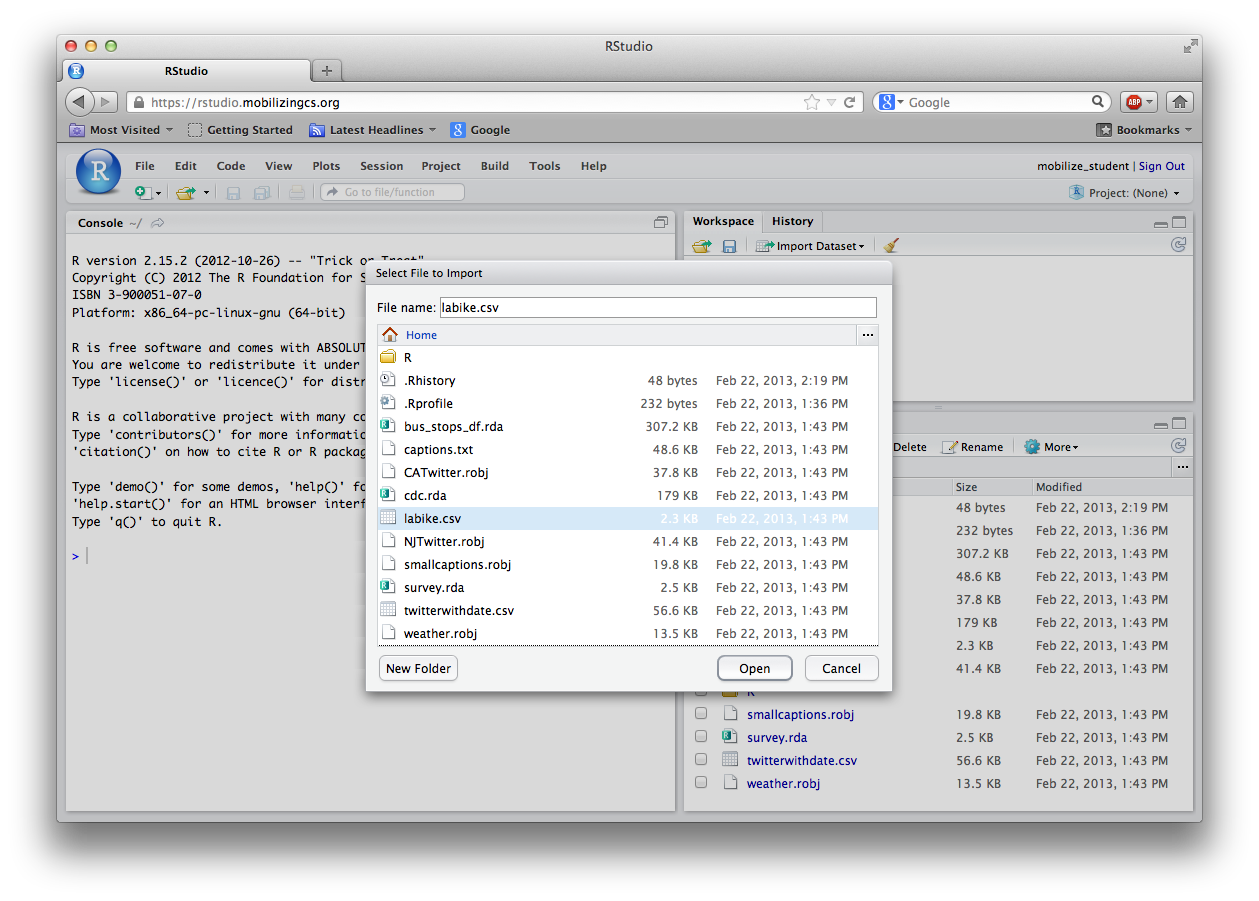 RStudio
RStudio
https://rstudio.mobilizingcs.org
Google
Most Visited
Getting Started
Latest Headlines
Google
Bookmarks
File Edit Code View Plots Session Project Build Tools Help
mobilize_student | Sign Out
Go to file/function
Project: (None)
Console ~/
Workspace History
Import Dataset
R version 2.15.2 (2012-10-26) -- "Trick or Treat"
Copyright (C) 2012 The R Foundation for S
ISBN 3-900051-07-0
Platform: x86_64-pc-linux-gnu (64-bit)
R is free software and comes with ABSOLUT
You are welcome to redistribute it under
Type 'license()' or 'licence()' for distr
R is a collaborative project with many co
Type 'contributors()' for more informatio
'citation()' on how to cite R or R packag
Type 'demo()' for some demos, 'help()' fo
'help.start()' for an HTML browser interf
Type 'q()' to quit R.
>
Select File to Import
File name: labike.csv
Home
...
R
.Rhistory 48 bytes Feb 22, 2013, 2:19 PM
.Rprofile 232 bytes Feb 22, 2013, 1:36 PM
bus_stops_df.rda 307.2 KB Feb 22, 2013, 1:43 PM
captions.txt 48.6 KB Feb 22, 2013, 1:43 PM
CATwitter.robj 37.8 KB Feb 22, 2013, 1:43 PM
cdc.rda 179 KB Feb 22, 2013, 1:43 PM
labike.csv 2.3 KB Feb 22, 2013, 1:43 PM
NJTwitter.robj 41.4 KB Feb 22, 2013, 1:43 PM
smallcaptions.robj 19.8 KB Feb 22, 2013, 1:43 PM
survey.rda 2.5 KB Feb 22, 2013, 1:43 PM
twitterwithdate.csv 56.6 KB Feb 22, 2013, 1:43 PM
weather.robj 13.5 KB Feb 22, 2013, 1:43 PM
New Folder
Open
Cancel
Delete Rename More
...
Size Modified
48 bytes Feb 22, 2013, 2:19 PM
232 bytes Feb 22, 2013, 1:36 PM
307.2 KB Feb 22, 2013, 1:43 PM
48.6 KB Feb 22, 2013, 1:43 PM
37.8 KB Feb 22, 2013, 1:43 PM
179 KB Feb 22, 2013, 1:43 PM
2.3 KB Feb 22, 2013, 1:43 PM
41.4 KB Feb 22, 2013, 1:43 PM
R
smallcaptions.robj 19.8 KB Feb 22, 2013, 1:43 PM
survey.rda 2.5 KB Feb 22, 2013, 1:43 PM
twitterwithdate.csv 56.6 KB Feb 22, 2013, 1:43 PM
weather.robj 13.5 KB Feb 22, 2013, 1:43 PM